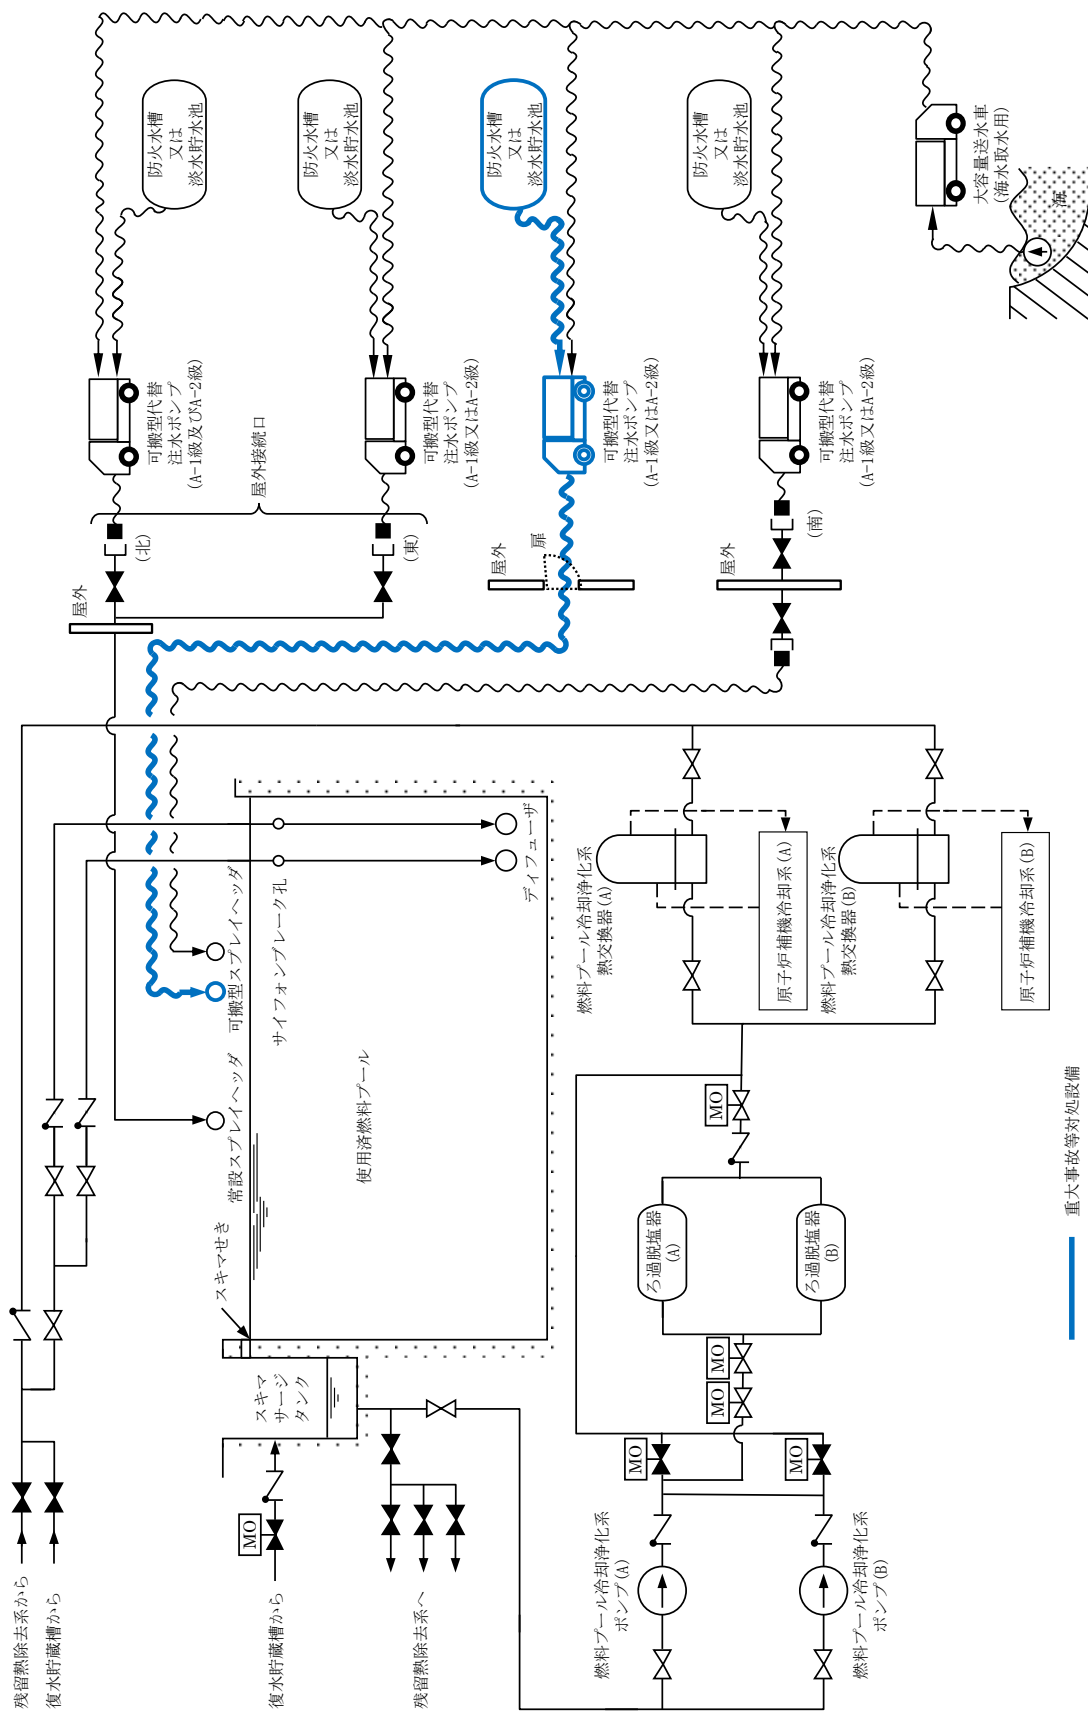 残留熱除去系から
復水貯蔵槽から
屋外
(北)
(東)
屋外接続口
可搬型代替
注水ポンプ
(A-1級及びA-2級)
防火水槽
又は
淡水貯水池
可搬型代替
注水ポンプ
(A-1級又はA-2級)
防火水槽
又は
淡水貯水池
屋外
扉
可搬型代替
注水ポンプ
(A-1級又はA-2級)
防火水槽
又は
淡水貯水池
屋外
(南)
可搬型代替
注水ポンプ
(A-1級又はA-2級)
防火水槽
又は
淡水貯水池
大容量送水車
(海水取水用)
海
復水貯蔵槽から
MO
スキマ
サージ
タンク
スキマせき
常設スプレイヘッダ
可搬型スプレイヘッダ
サイフォンブレーク孔
使用済燃料プール
ディフューザ
残留熱除去系へ
燃料プール冷却浄化系
ポンプ(A)
燃料プール冷却浄化系
ポンプ(B)
MO
MO
MO
MO
ろ過脱塩器
(A)
ろ過脱塩器
(B)
MO
燃料プール冷却浄化系
熱交換器(A)
原子炉補機冷却系(A)
燃料プール冷却浄化系
熱交換器(B)
原子炉補機冷却系(B)
重大事故等対処設備